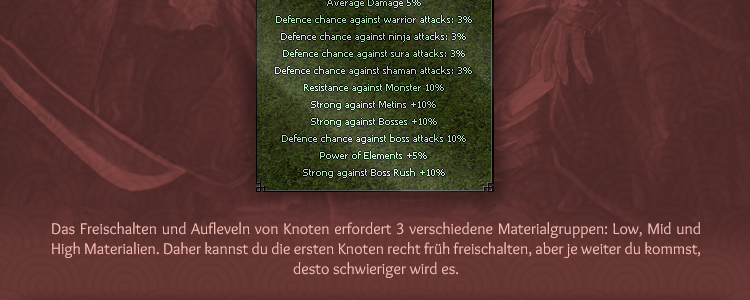 Average Damage 5%
Defence chance against warrior attacks: 3%
Defence chance against ninja attacks: 3%
Defence chance against sura attacks: 3%
Defence chance against shaman attacks: 3%
Resistance against Monster 10%
Strong against Metins +10%
Strong against Bosses +10%
Defence chance against boss attacks 10%
Power of Elements +5%
Strong against Boss Rush +10%
Das Freischalten und Aufleveln von Knoten erfordert 3 verschiedene Materialgruppen: Low, Mid und
High Materialien. Daher kannst du die ersten Knoten recht früh freischalten, aber je weiter du kommst,
desto schwieriger wird es.